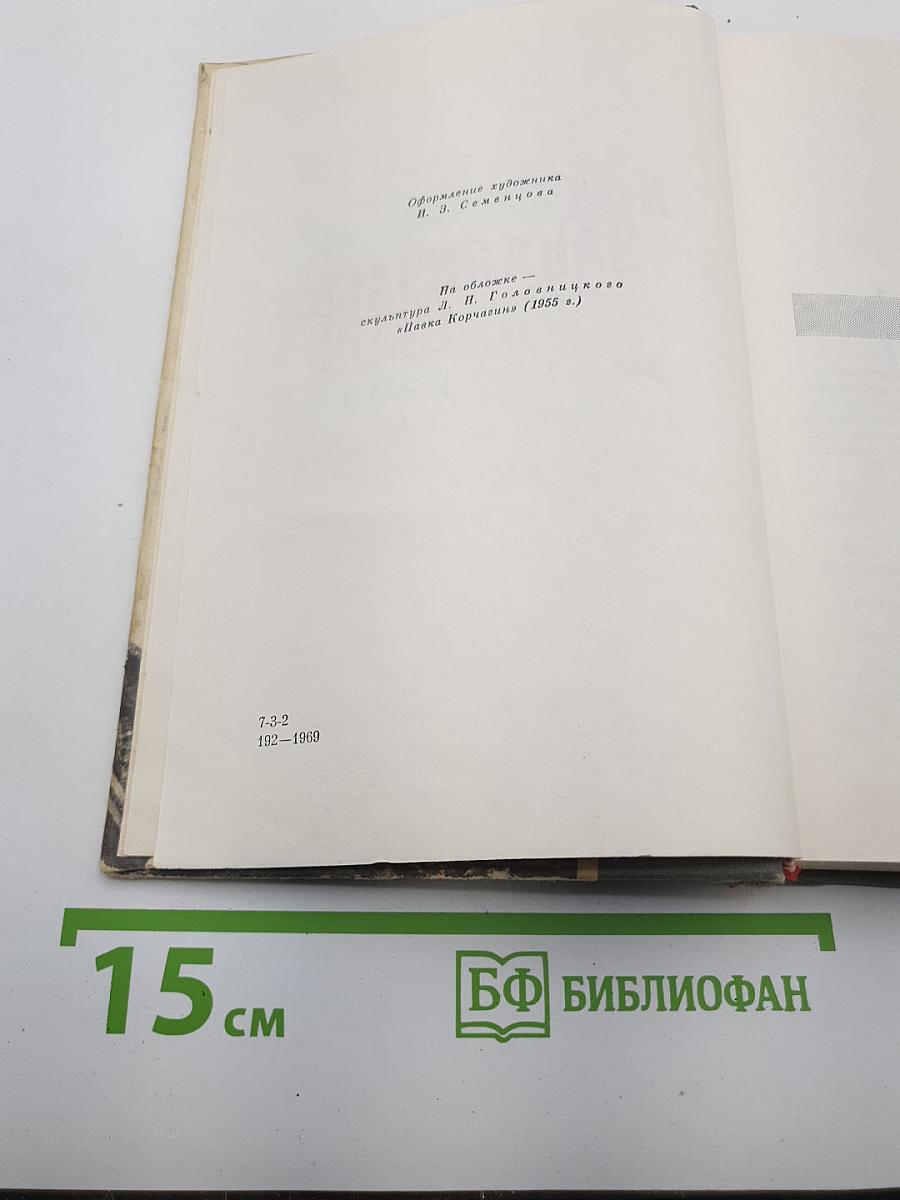 Оформление художника
И. З. Семенцова
На обложке —
скульптура Л. Н. Головницкого
«Павка Корчагин» (1955 г.)
7-3-2
192—1969
15 см
БФ БИБЛИОФАН